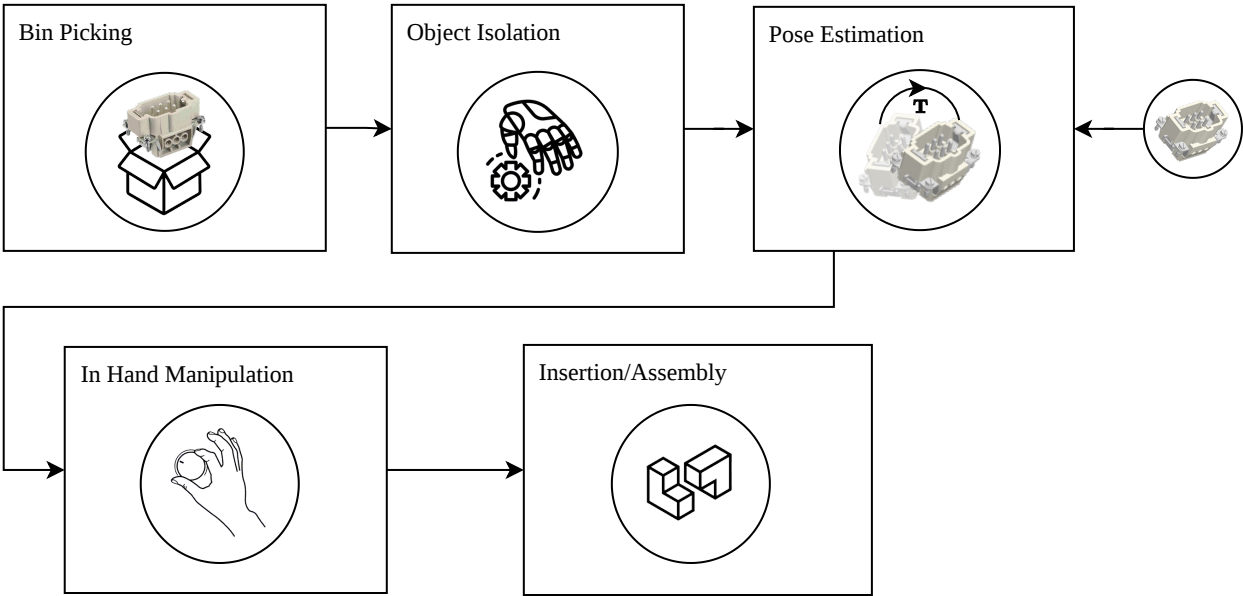 Bin Picking
Object Isolation
Pose Estimation
T
In Hand Manipulation
Insertion/Assembly